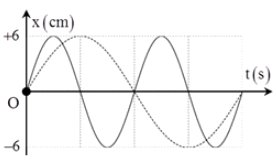 x(cm)
+6
t(s)
O
–6